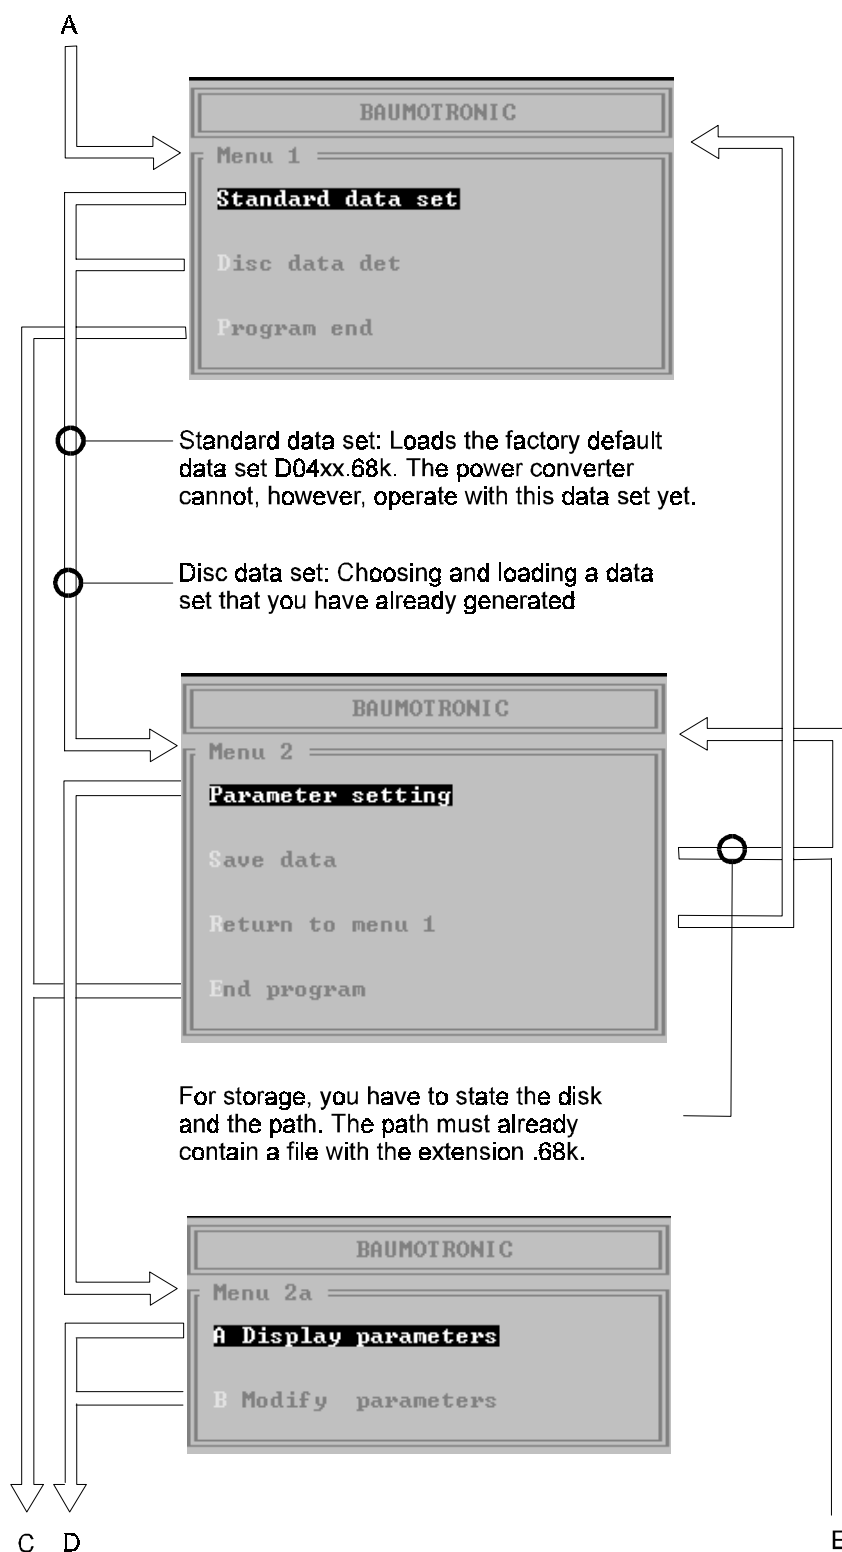 A
BAUMOTRONIC
Menu 1
Standard data set
Disc data det
Program end
Standard data set: Loads the factory default
data set D04xx.68k. The power converter
cannot, however, operate with this data set yet.
Disc data set: Choosing and loading a data
set that you have already generated
BAUMOTRONIC
Menu 2
Parameter setting
Save data
Return to menu 1
End program
For storage, you have to state the disk
and the path. The path must already
contain a file with the extension .68k.
BAUMOTRONIC
Menu 2a
A Display parameters
B Modify parameters
C D E